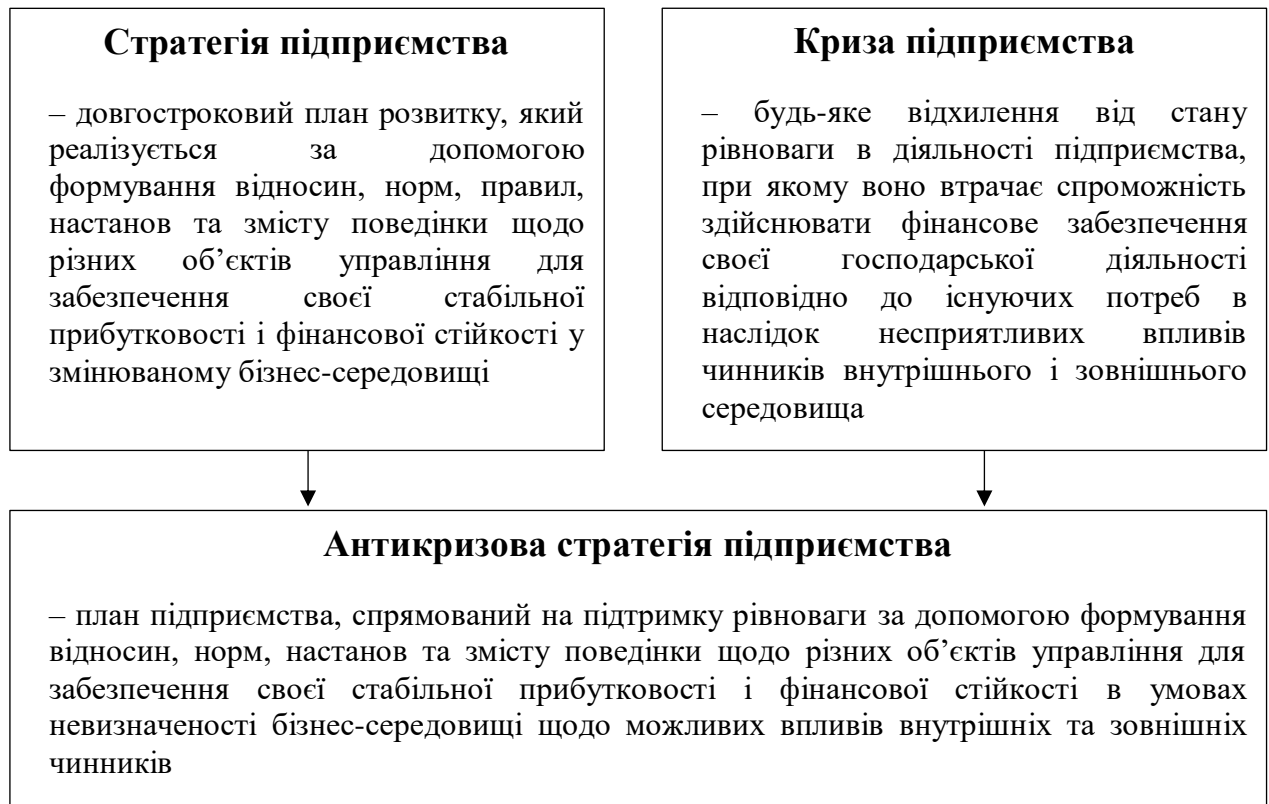 Стратегія підприємства
– довгостроковий план розвитку, який
реалізується за допомогою
формування відносин, норм, правил,
настанов та змісту поведінки щодо
різних об’єктів управління для
забезпечення своєї стабільної
прибутковості і фінансової стійкості у
змінюваному бізнес-середовищі
Криза підприємства
– будь-яке відхилення від стану
рівноваги в діяльності підприємства,
при якому воно втрачає спроможність
здійснювати фінансове забезпечення
своєї господарської діяльності
відповідно до існуючих потреб в
наслідок несприятливих впливів
чинників внутрішнього і зовнішнього
середовища
Антикризова стратегія підприємства
– план підприємства, спрямований на підтримку рівноваги за допомогою формування
відносин, норм, настанов та змісту поведінки щодо різних об’єктів управління для
забезпечення своєї стабільної прибутковості і фінансової стійкості в умовах
невизначеності бізнес-середовищі щодо можливих впливів внутрішніх та зовнішніх
чинників